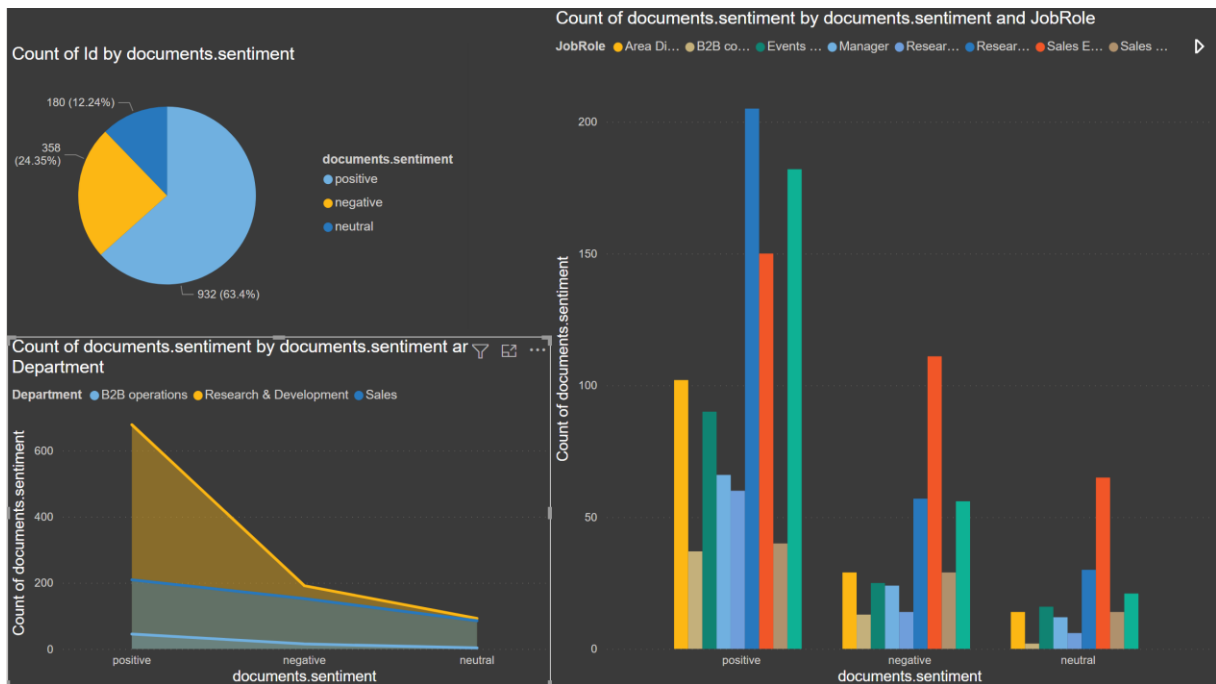 Count of Id by documents.sentiment
180 (12.24%)
358
(24.35%)
932 (63.4%)
documents.sentiment
positive
negative
neutral
Count of documents.sentiment by documents.sentiment ar
Department
Department B2B operations Research & Development Sales
Count of documents.sentiment
600
400
200
0
positive negative neutral
documents.sentiment
Count of documents.sentiment by documents.sentiment and JobRole
JobRole Area Di... B2B co... Events ... Manager Resear... Resear... Sales E... Sales ...
Count of documents.sentiment
200
150
100
50
0
positive negative neutral
documents.sentiment